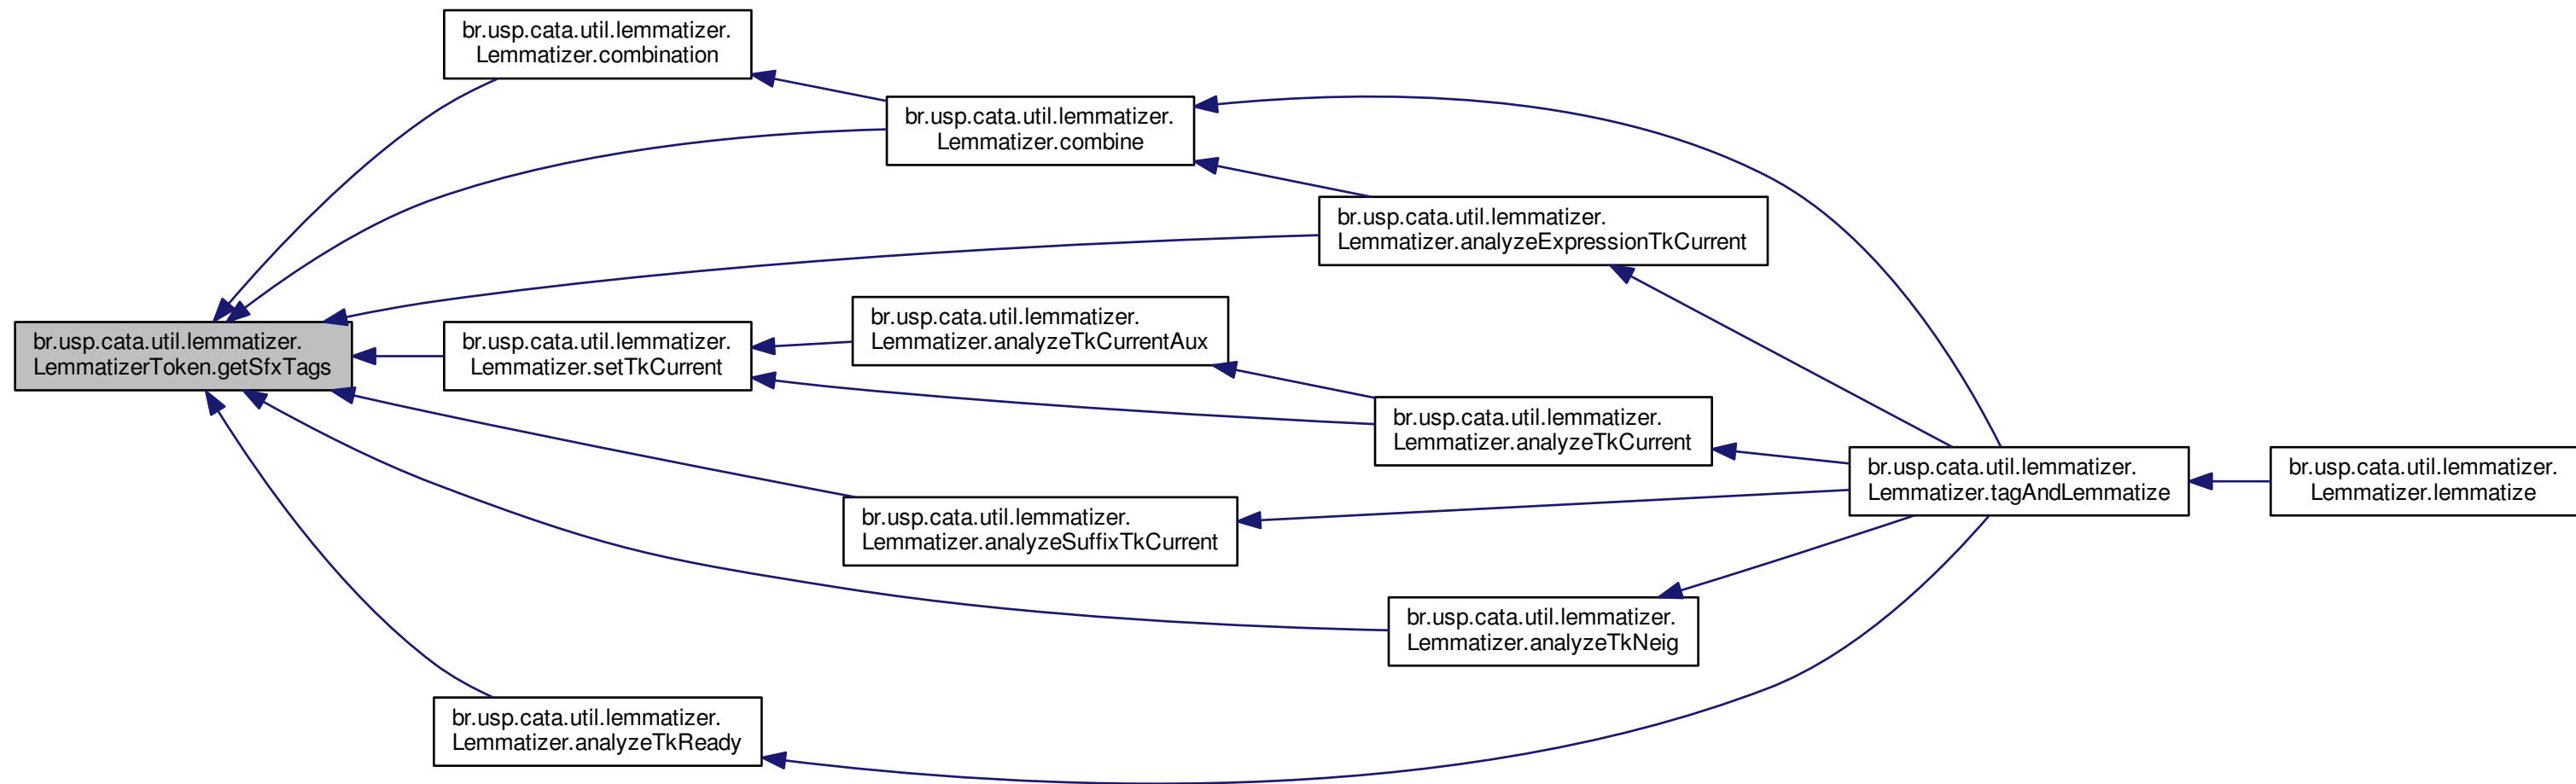 br.usp.cata.util.lemmatizer.
Lemmatizer.combination
br.usp.cata.util.lemmatizer.
Lemmatizer.combine
br.usp.cata.util.lemmatizer.
Lemmatizer.analyzeExpressionTkCurrent
br.usp.cata.util.lemmatizer.
LemmatizerToken.getSfxTags
br.usp.cata.util.lemmatizer.
Lemmatizer.setTkCurrent
br.usp.cata.util.lemmatizer.
Lemmatizer.analyzeTkCurrentAux
br.usp.cata.util.lemmatizer.
Lemmatizer.analyzeTkCurrent
br.usp.cata.util.lemmatizer.
Lemmatizer.tagAndLemmatize
br.usp.cata.util.lemmatizer.
Lemmatizer.lemmatize
br.usp.cata.util.lemmatizer.
Lemmatizer.analyzeSuffixTkCurrent
br.usp.cata.util.lemmatizer.
Lemmatizer.analyzeTkNeig
br.usp.cata.util.lemmatizer.
Lemmatizer.analyzeTkReady